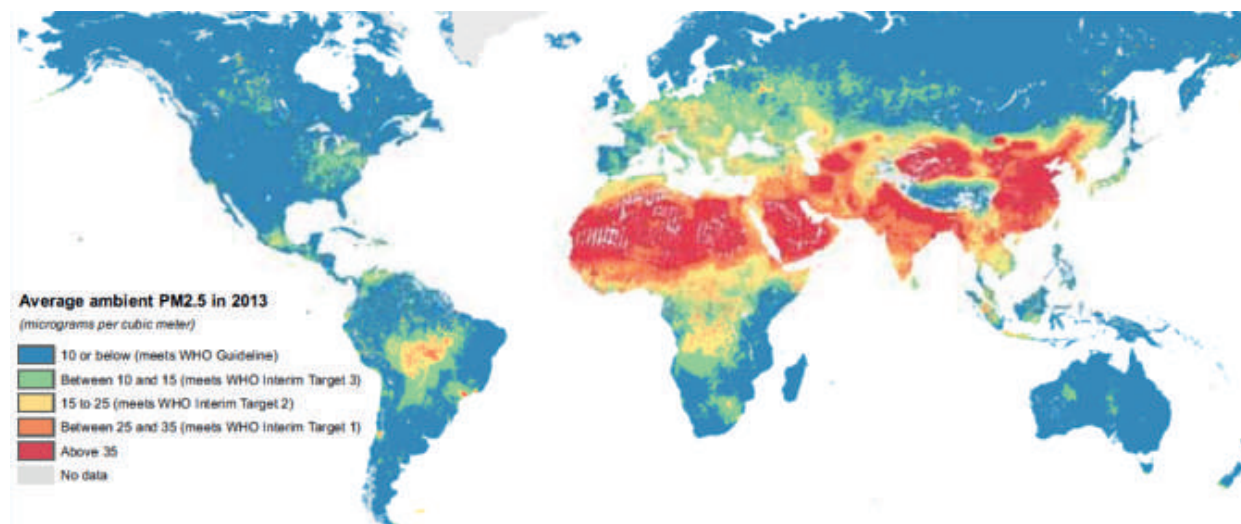 Average ambient PM2.5 in 2013
(micrograms per cubic meter)
10 or below (meets WHO Guideline)
Between 10 and 15 (meets WHO Interim Target 3)
15 to 25 (meets WHO Interim Target 2)
Between 25 and 35 (meets WHO Interim Target 1)
Above 35
No data